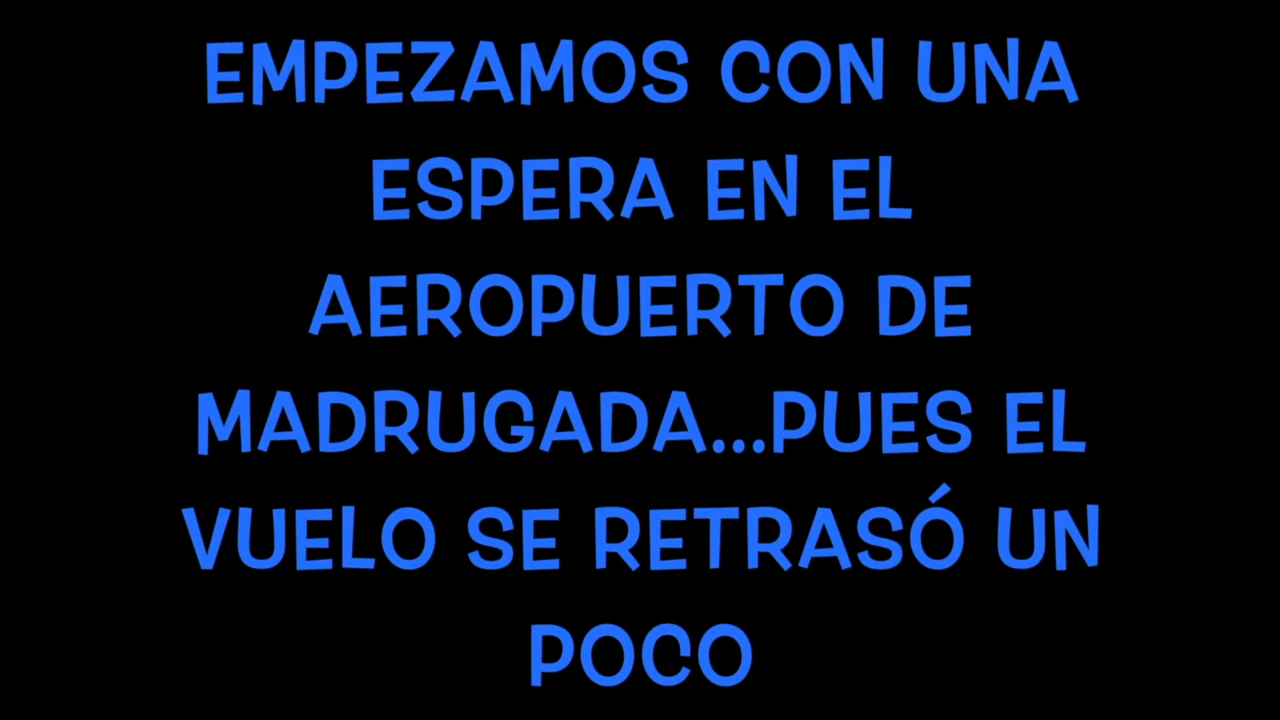 EMPEZAMOS CON UNA
ESPERA EN EL
AEROPUERTO DE
MADRUGADA...PUES EL
VUELO SE RETRASÓ UN
POCO